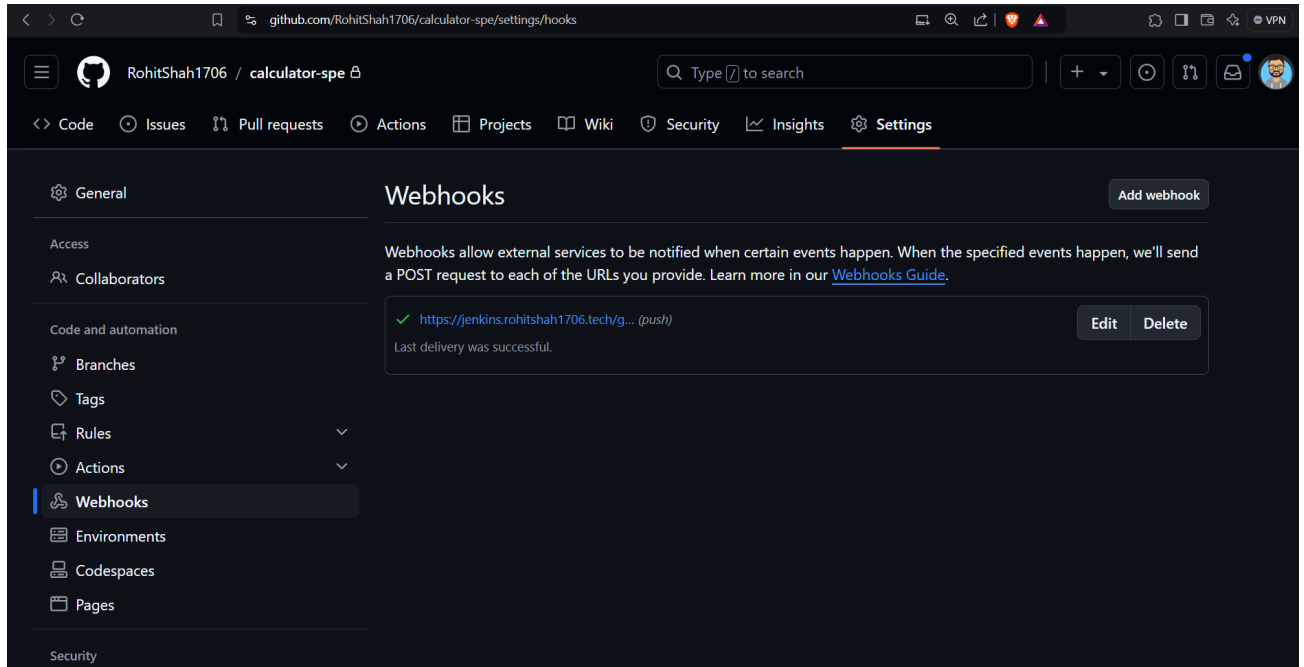 github.com/RohitShah1706/calculator-spe/settings/hooks
VPN
RohitShah1706 / calculator-spe
Type / to search
<> Code Issues Pull requests Actions Projects Wiki Security Insights Settings
General
Access
Collaborators
Code and automation
Branches
Tags
Rules
Actions
Webhooks
Environments
Codespaces
Pages
Security
Webhooks
Add webhook
Webhooks allow external services to be notified when certain events happen. When the specified events happen, we'll send
a POST request to each of the URLs you provide. Learn more in our Webhooks Guide.
https://jenkins.rohitshah1706.tech/g... (push)
Edit Delete
Last delivery was successful.